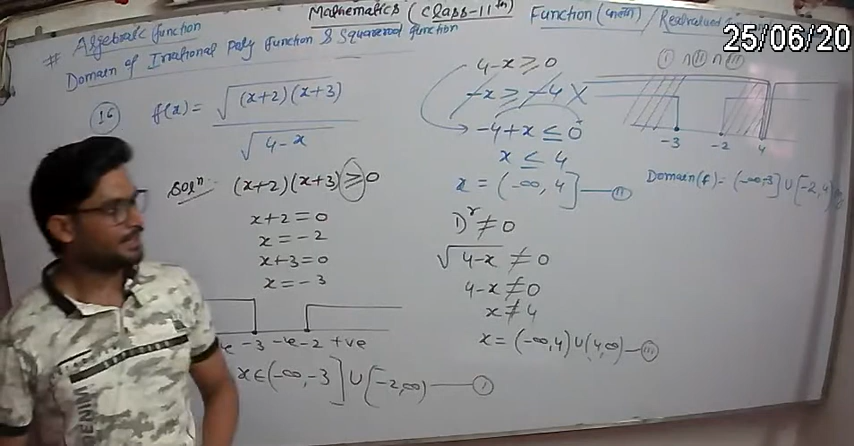 Mathematics (Class-11th) Function (फलन) / Realvalued
25/06/20
# Algebraic function
Domain of Irrational Poly function & Squareroot function
(16) f(x) = √(x+2)(x+3) / √4-x
Solⁿ (x+2)(x+3) ≥ 0
x+2 = 0
x = -2
x+3 = 0
x = -3
-3 -ve -2 +ve
x ∈ (-∞, -3] ∪ [-2, ∞) — (I)
4-x ≥ 0
-x ≥ -4 X
-4+x ≤ 0
x ≤ 4
x = (-∞, 4] — (II)
Dʳ ≠ 0
√4-x ≠ 0
4-x ≠ 0
x ≠ 4
x = (-∞, 4) ∪ (4, ∞) — (III)
(I) ∩ (II) ∩ (III)
-3 -2 4
Domain(f) = (-∞, -3] ∪ [-2, 4)
DENIM